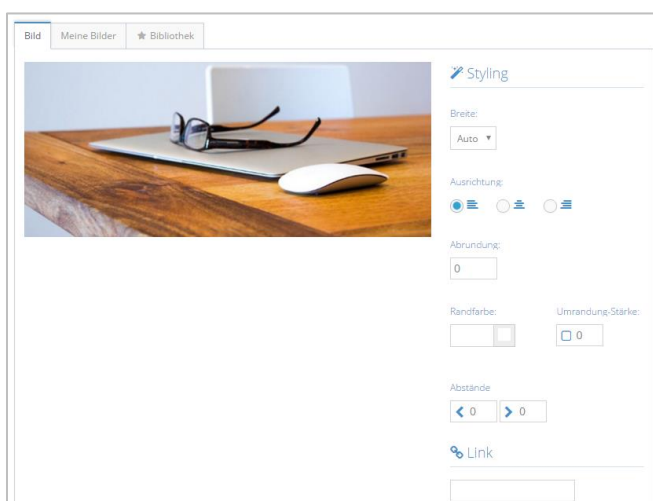 Bild
Meine Bilder
Bibliothek
Styling
Breite:
Auto
Ausrichtung:
Abrundung:
0
Randfarbe:
Umrandung-Stärke:
0
Abstände
0
0
Link